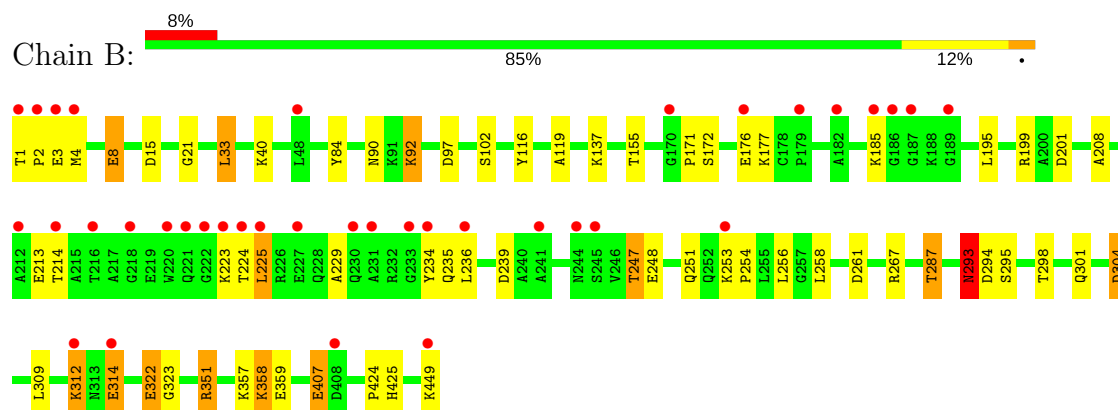 8%
Chain B:
85% 12% •
T1 P2 E3 M4 E8 D15 G21 L33 K40 L48 Y84 N90 K91 K92 D97 S102 Y116 A119 K137 T155 G170 P171 S172 E176 K177 C178 P179 A182 K185 G186 G187 K188 G189 L195 R199 A200 D201 A208
A212 E213 T214 A215 T216 A217 G218 E219 W220 Q221 G222 K223 T224 L225 R226 E227 Q228 A229 Q230 A231 R232 G233 Y234 Q235 L236 D239 A240 A241 N244 S245 V246 T247 E248 Q251 Q252 K253 P254 L255 L256 G257 L258 D261 R267 T287 N293 D294 S295 T298 Q301
L309 K312 N313 E314 E322 G323 R351 K357 K358 E359 E407 D408 P424 H425 K449